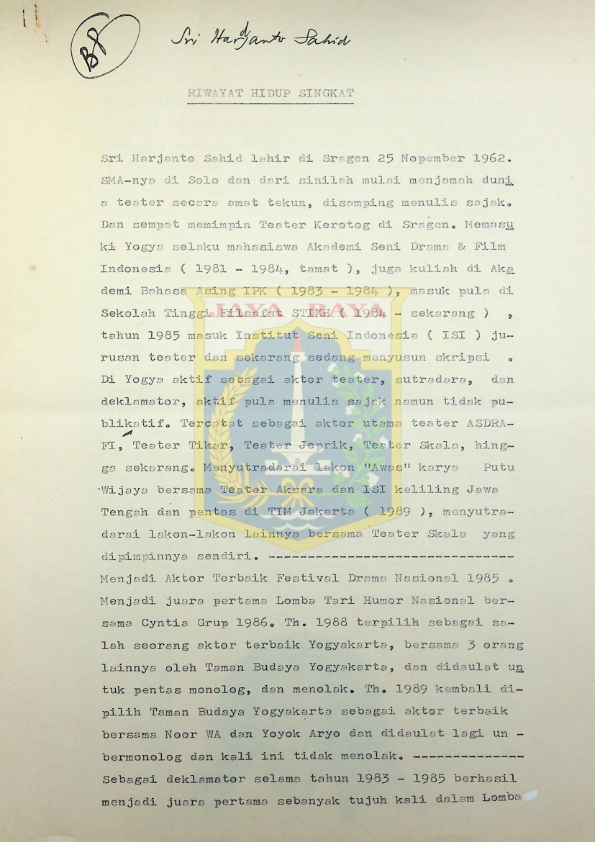 BP
Sri Hardjanto Sahid
RIWAYAT HIDUP SINGKAT
Sri Harjanto Sahid lahir di Sragen 25 Nopember 1962.
SMA-nya di Solo dan dari sinilah mulai menjamah duni
a teater secara amat tekun, disamping menulis sajak.
Dan sempat memimpin Teater Kerotog di Sragen. Memasu
ki Yogya selaku mahasiswa Akademi Seni Drama & Film
Indonesia ( 1981 - 1984, tamat ), juga kuliah di Aka
demi Bahasa Asing IPK ( 1983 - 1984 ), masuk pula di
JAYA RAYA
Sekolah Tinggi Filsafat STIKH ( 1984 - sekarang ) ,
tahun 1985 masuk Institut Seni Indonesia ( ISI ) ju-
rusan teater dan sekarang sedang menyusun skripsi .
Di Yogya aktif sebagai aktor teater, sutradara, dan
deklamator, aktif pula menulis sajak namun tidak pu-
blikatif. Tercatat sebagai aktor utama teater ASDRA-
FI, Teater Tikar, Teater Jeprik, Teater Skala, hing-
ga sekarang. Menyutradarai lakon "Awas" karya Putu
Wijaya bersama Teater Aksara dan ISI keliling Jawa
Tengah dan pentas di TIM Jakarta ( 1989 ), menyutra-
darai lakon-lakon lainnya bersama Teater Skala yang
dipimpinnya sendiri. -----------------------------
Menjadi Aktor Terbaik Festival Drama Nasional 1985 .
Menjadi juara pertama Lomba Tari Humor Nasional ber-
sama Cyntia Grup 1986. Th. 1988 terpilih sebagai sa-
lah seorang aktor terbaik Yogyakarta, bersama 3 orang
lainnya oleh Taman Budaya Yogyakarta, dan didaulat un
tuk pentas monolog, dan menolak. Th. 1989 kembali di-
pilih Taman Budaya Yogyakarta sebagai aktor terbaik
bersama Noor WA dan Yoyok Aryo dan didaulat lagi un -
bermonolog dan kali ini tidak menolak. --------------
Sebagai deklamator selama tahun 1983 - 1985 berhasil
menjadi juara pertama sebanyak tujuh kali dalam Lomba